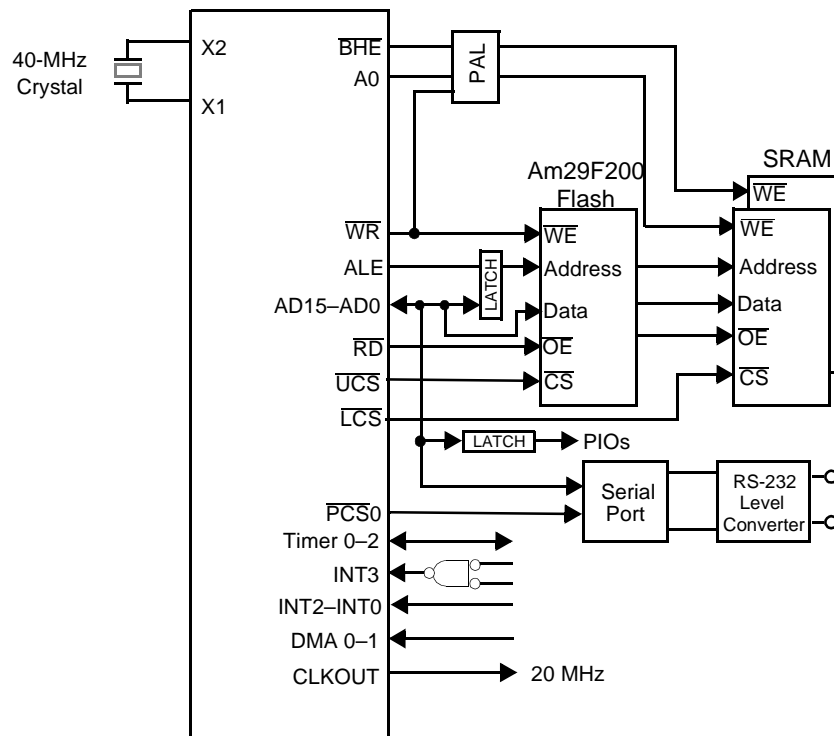 40-MHz
Crystal
X2
X1
BHE
A0
PAL
WR
ALE
AD15–AD0
RD
UCS
LCS
LATCH
Am29F200
Flash
WE
Address
Data
OE
CS
SRAM
WE
WE
Address
Data
OE
CS
LATCH
PIOs
Serial
Port
RS-232
Level
Converter
PCS0
Timer 0–2
INT3
INT2–INT0
DMA 0–1
CLKOUT
20 MHz